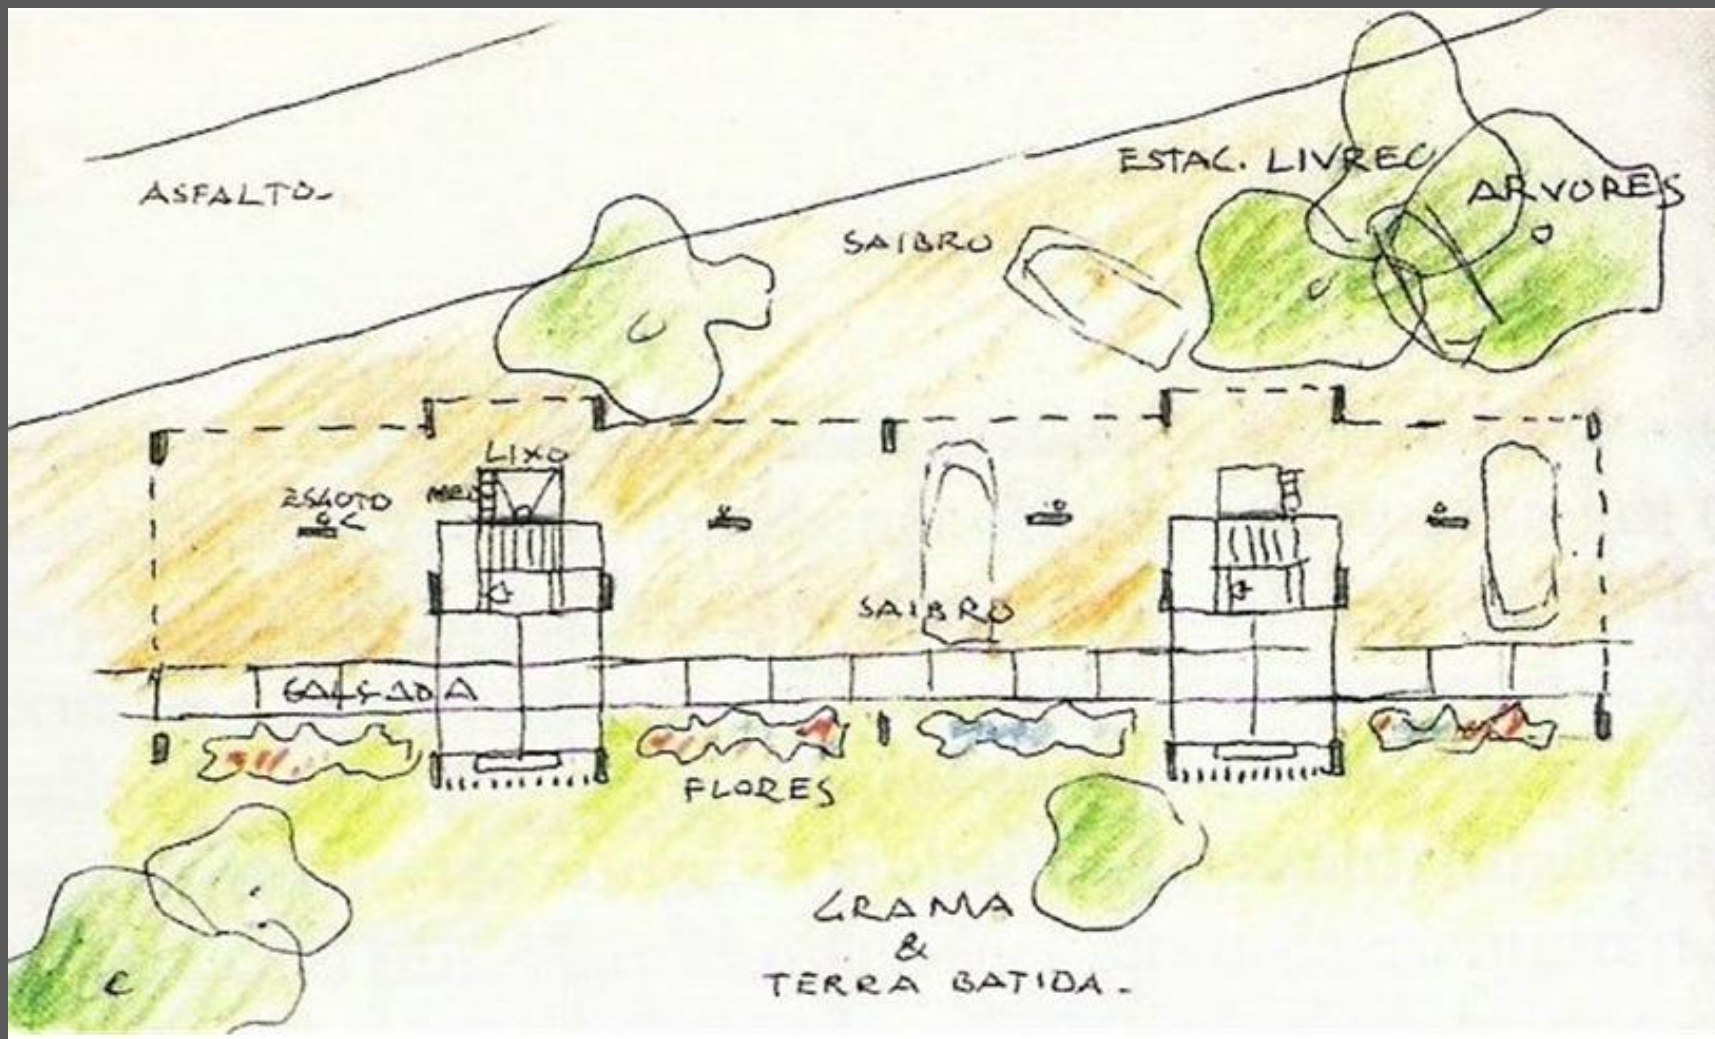 ESTAC. LIVRE C
ARVORES
ASFALTO-
SAIBRO
LIXO
ESGOTO
SAIBRO
CALÇADA
FLORES
GRAMA
&
TERRA BATIDA-